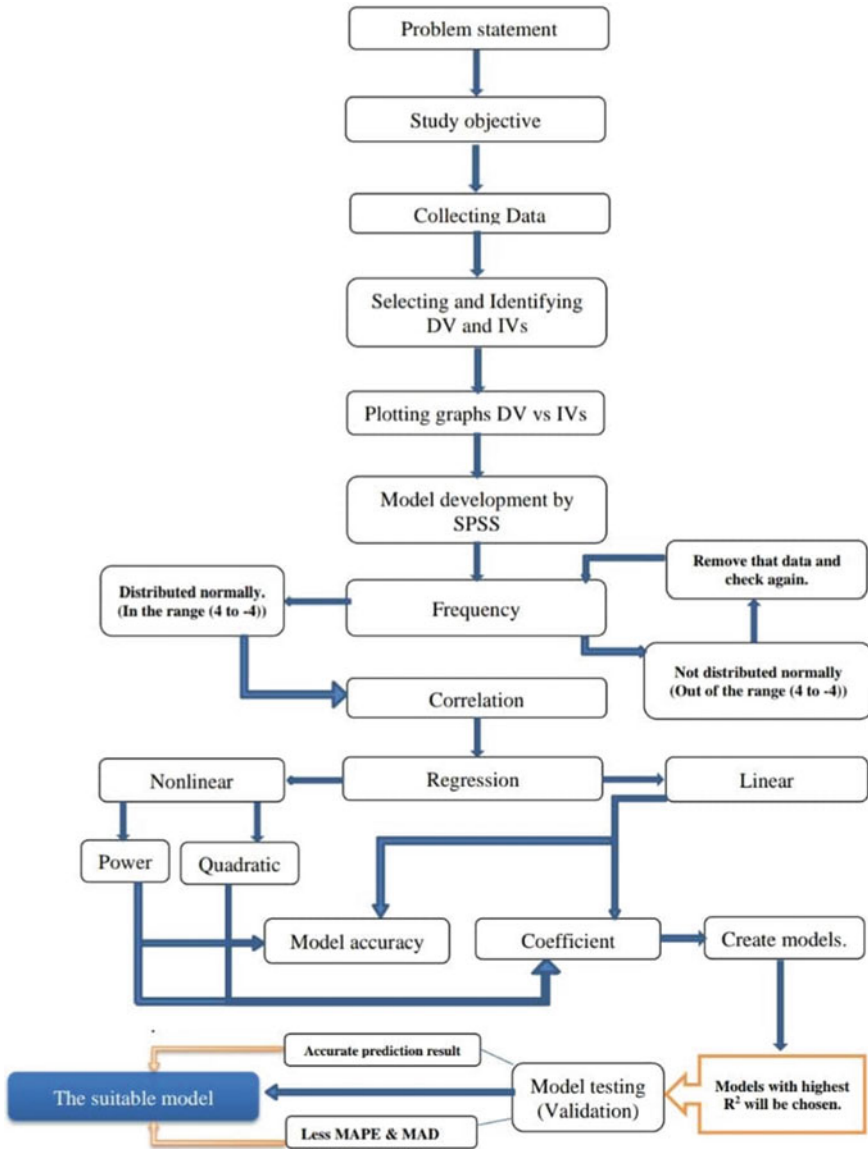 Problem statement
Study objective
Collecting Data
Selecting and Identifying
DV and IVs
Plotting graphs DV vs IVs
Model development by
SPSS
Remove that data and
check again.
Distributed normally.
(In the range (4 to -4))
Frequency
Not distributed normally
(Out of the range (4 to -4))
Correlation
Nonlinear
Regression
Linear
Power
Quadratic
Model accuracy
Coefficient
Create models.
Accurate prediction result
The suitable model
Model testing
(Validation)
Models with highest
R² will be chosen.
Less MAPE & MAD